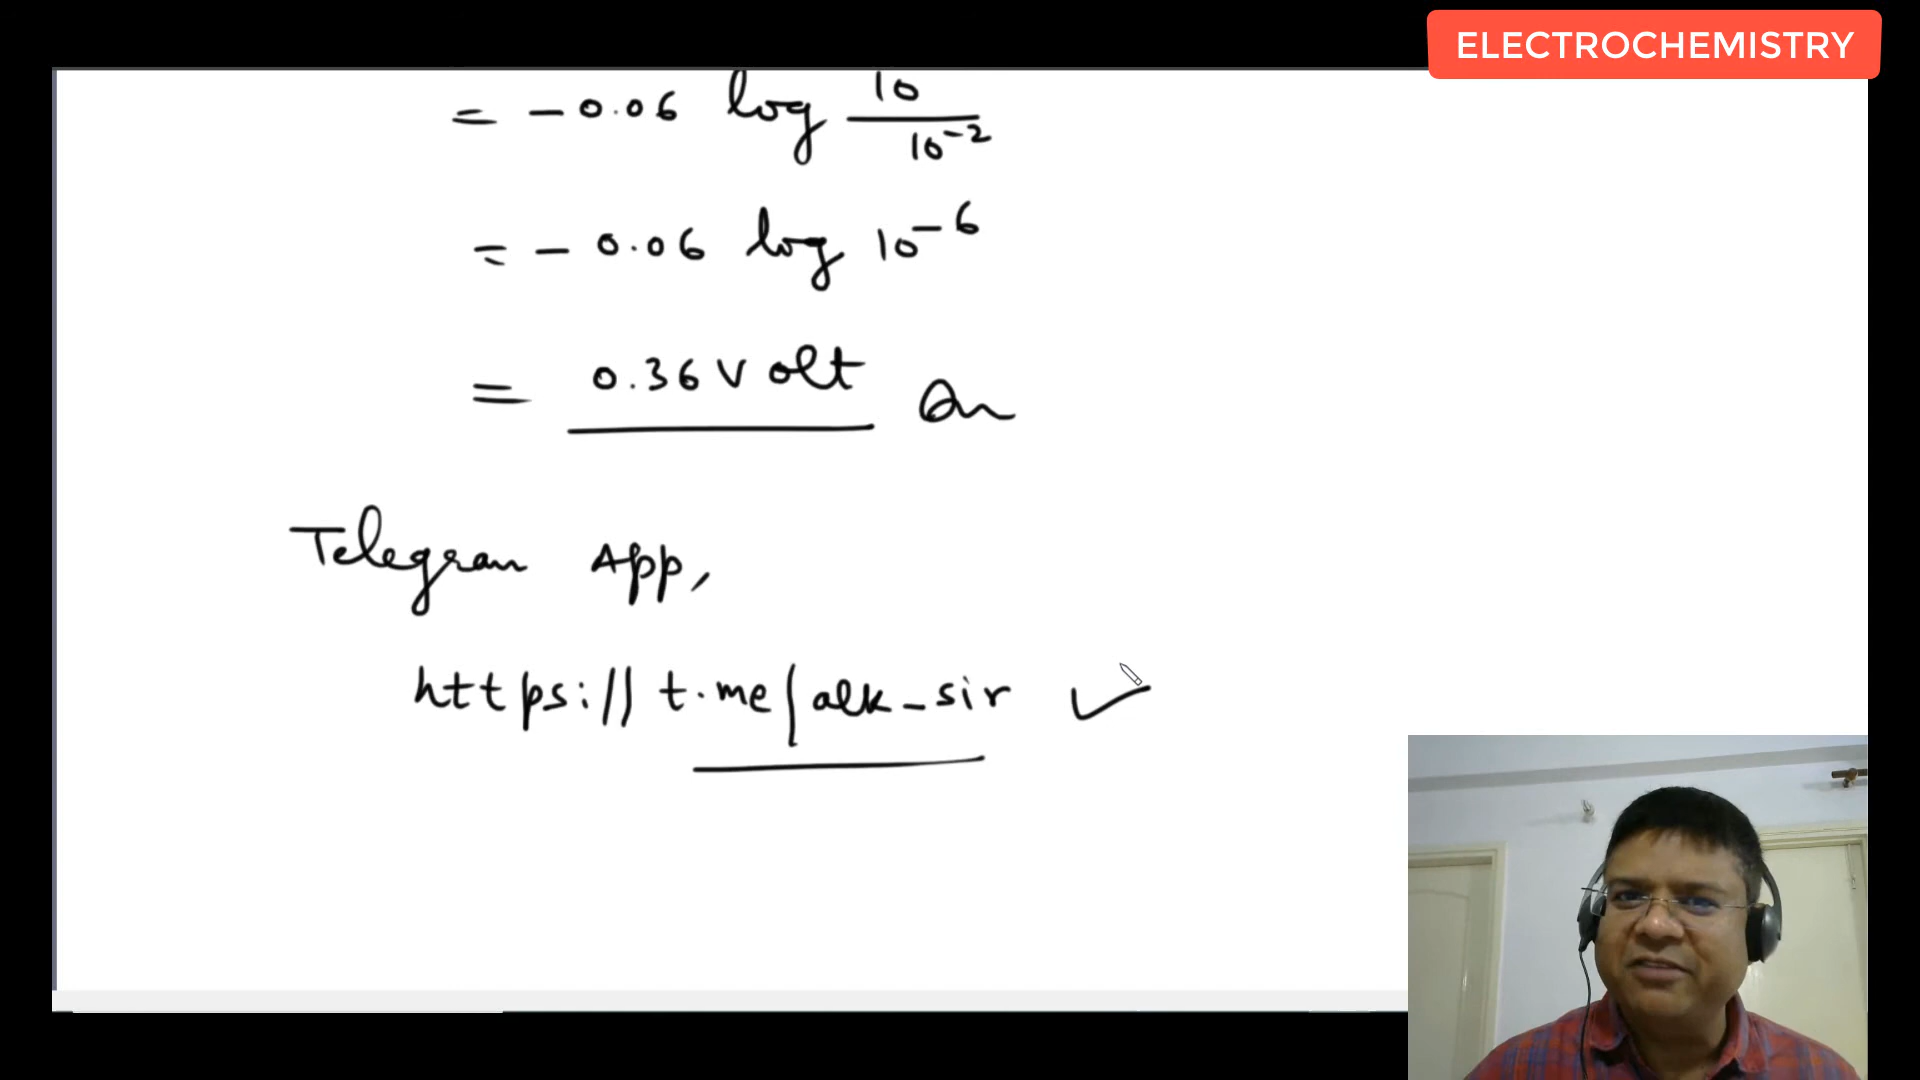 ELECTROCHEMISTRY
= - 0.06 log 10 / 10-2
= - 0.06 log 10-6
= 0.36 Volt
Telegram App,
https://t.me/alk_sir